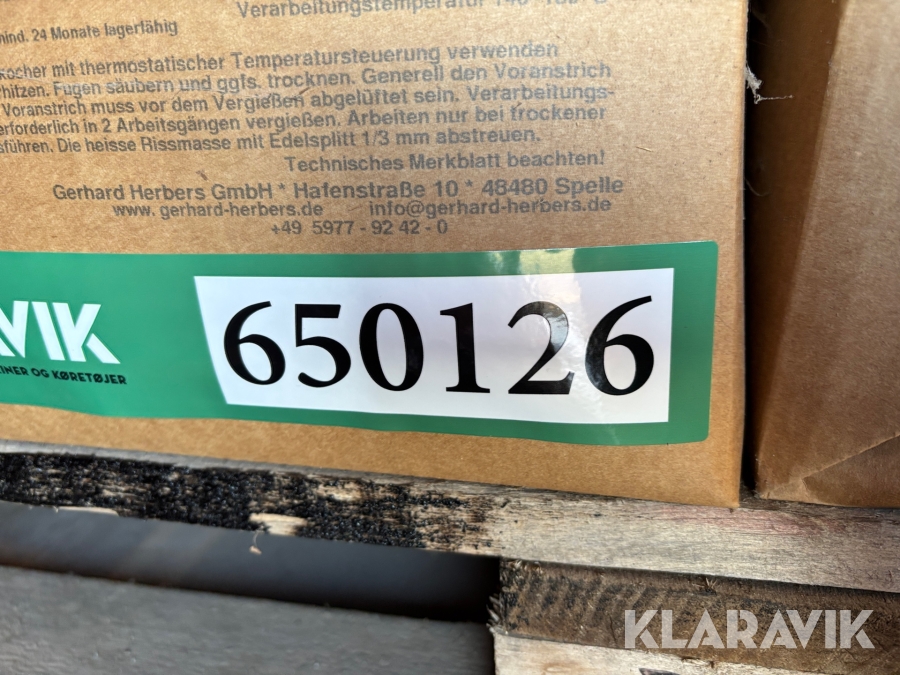 Verarbeitungstemperatur
mind. 24 Monate lagerfähig
kocher mit thermostatischer Temperatursteuerung verwenden
hitzen. Fugen säubern und ggfs. trocknen. Generell den Voranstrich
Voranstrich muss vor dem Vergießen abgelüftet sein. Verarbeitungs-
erforderlich in 2 Arbeitsgängen vergießen. Arbeiten nur bei trockener
sführen. Die heisse Rissmasse mit Edelsplitt 1/3 mm abstreuen.
Technisches Merkblatt beachten!
Gerhard Herbers GmbH * Hafenstraße 10 * 48480 Spelle
www. gerhard-herbers.de info@gerhard-herbers.de
+49 5977 - 92 42 - 0
VIK
INER OG KØRETØJER
650126
KLARAVIK